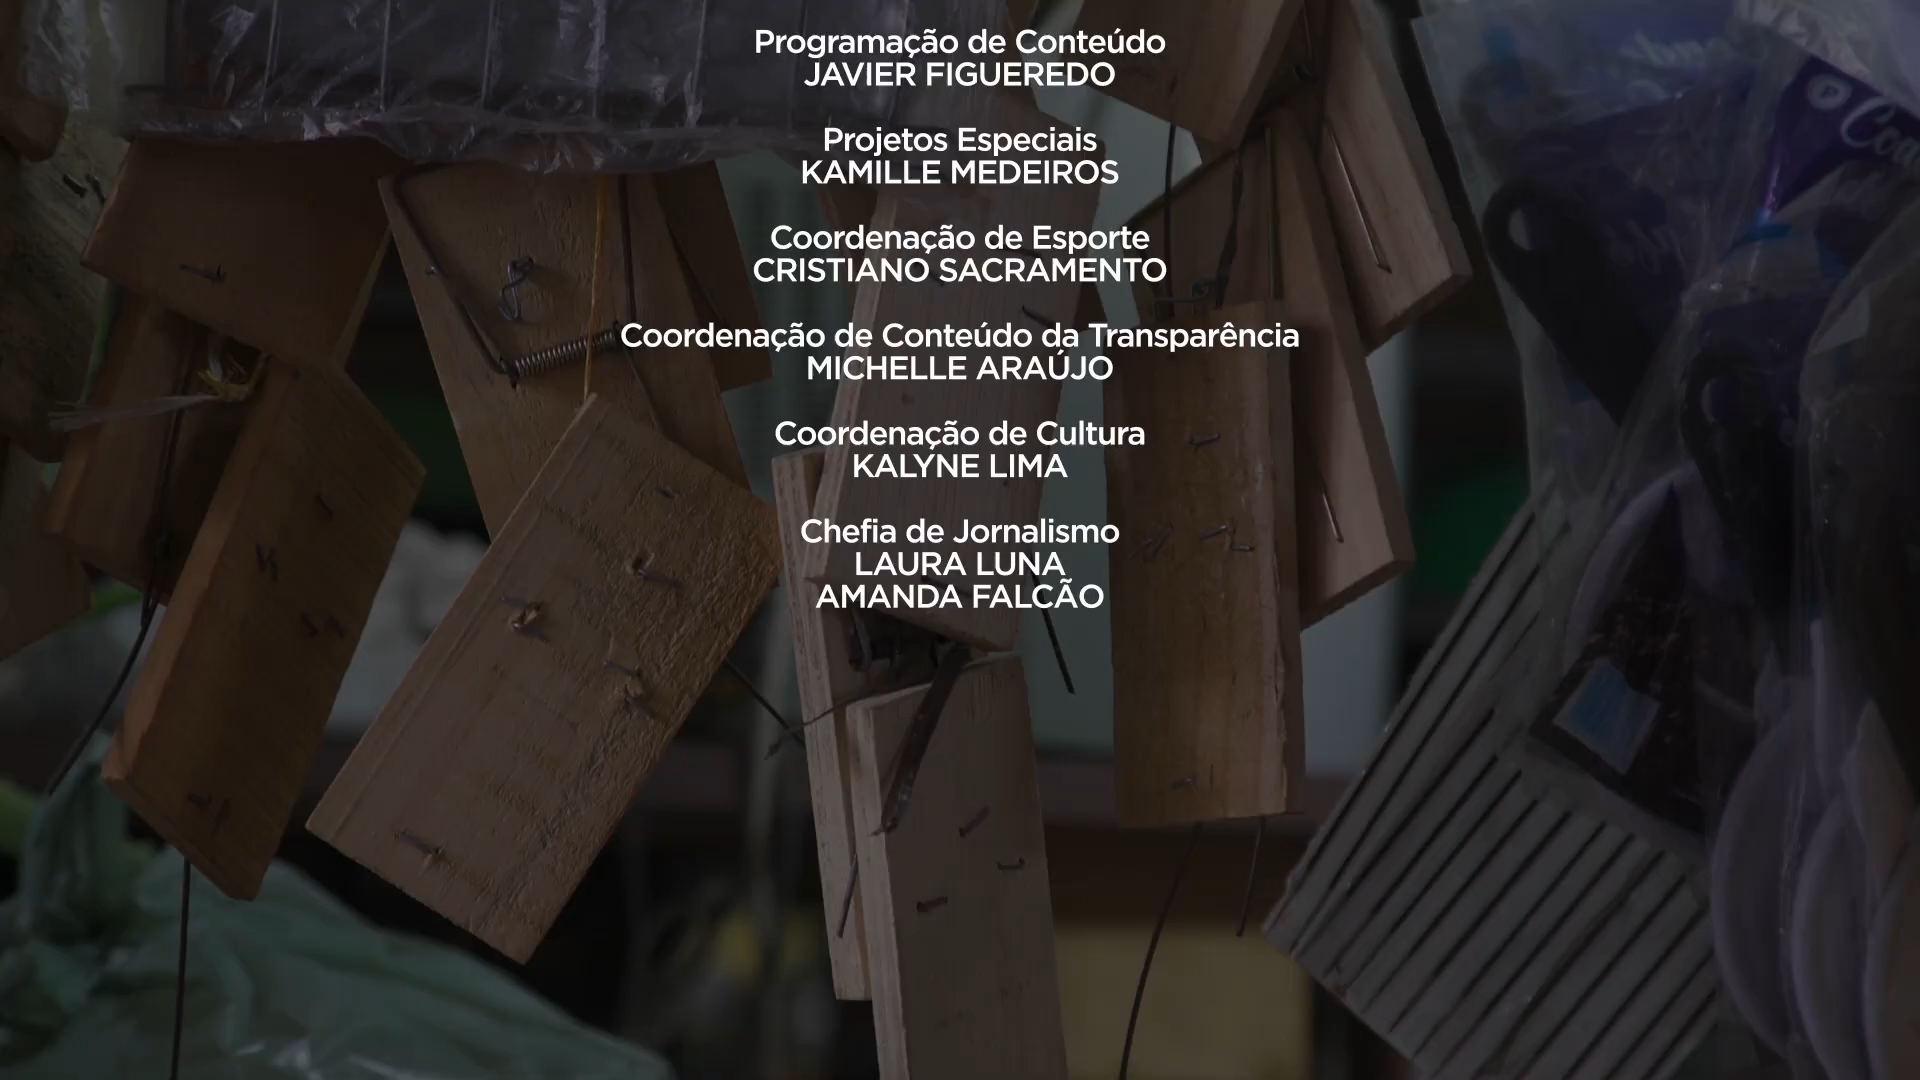 Programação de Conteúdo
JAVIER FIGUEREDO
Projetos Especiais
KAMILLE MEDEIROS
Coordenação de Esporte
CRISTIANO SACRAMENTO
Coordenação de Conteúdo da Transparência
MICHELLE ARAÚJO
Coordenação de Cultura
KALYNE LIMA
Chefia de Jornalismo
LAURA LUNA
AMANDA FALCÃO